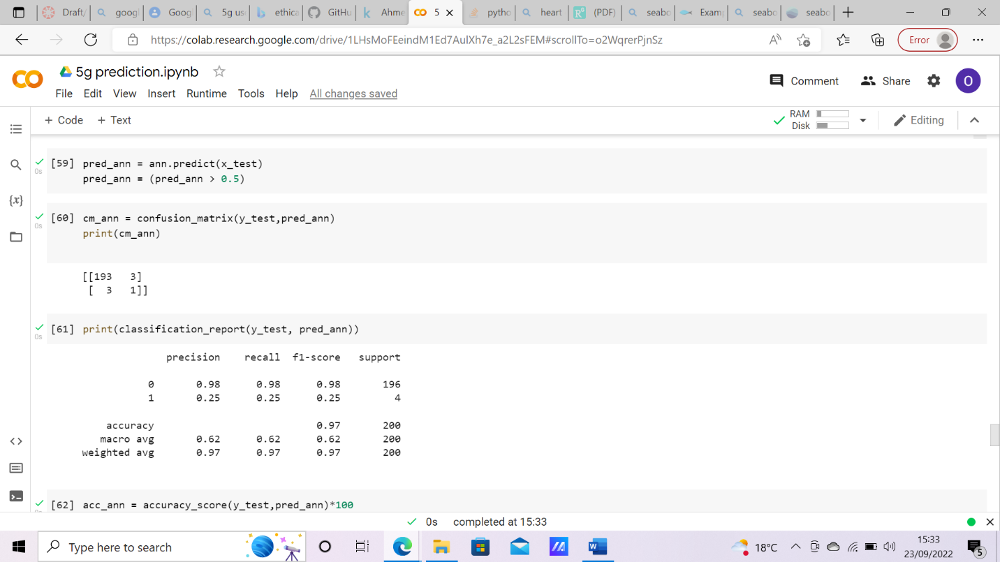 Draft/ googl Googl 5g us ethica GitHu Ahme 5 pytho heart (PDF) seabo Exam seabo seabo
https://colab.research.google.com/drive/1LHsMoFEeindM1Ed7AulXh7e_a2L2sFEM#scrollTo=o2WqrerPjnSz Error
5g prediction.ipynb
File Edit View Insert Runtime Tools Help All changes saved
Comment Share O
+ Code + Text
RAM
Disk
Editing
[59] pred_ann = ann.predict(x_test)
0s pred_ann = (pred_ann > 0.5)
[60] cm_ann = confusion_matrix(y_test,pred_ann)
0s print(cm_ann)
{x}
[[193 3]
[ 3 1]]
[61] print(classification_report(y_test, pred_ann))
0s
precision recall f1-score support
0 0.98 0.98 0.98 196
1 0.25 0.25 0.25 4
accuracy 0.97 200
macro avg 0.62 0.62 0.62 200
weighted avg 0.97 0.97 0.97 200
[62] acc_ann = accuracy_score(y_test,pred_ann)*100
0s completed at 15:33
Type here to search
18°C
15:33
23/09/2022
5